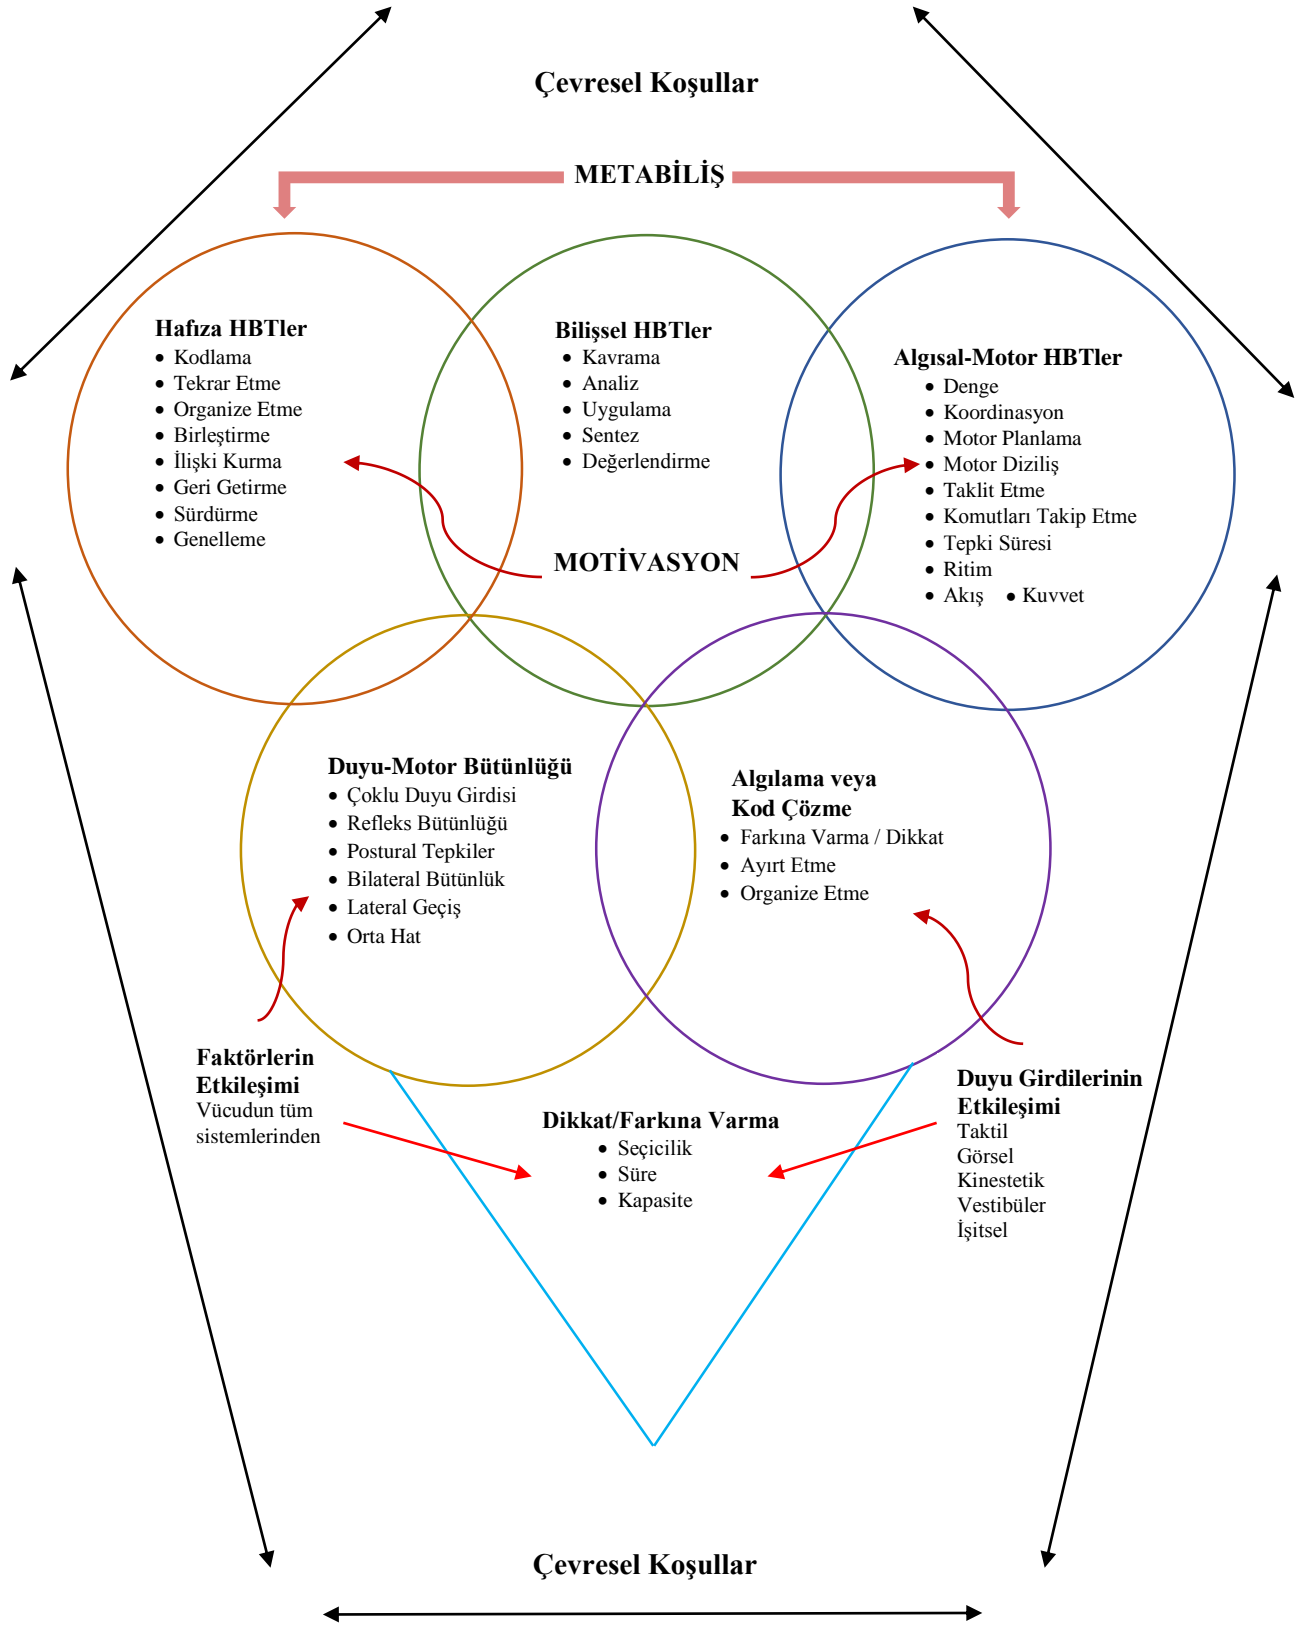 Çevresel Koşullar
METABİLİŞ
Hafıza HBTler
• Kodlama
• Tekrar Etme
• Organize Etme
• Birleştirme
• İlişki Kurma
• Geri Getirme
• Sürdürme
• Genelleme
Bilişsel HBTler
• Kavrama
• Analiz
• Uygulama
• Sentez
• Değerlendirme
Algısal-Motor HBTler
• Denge
• Koordinasyon
• Motor Planlama
• Motor Diziliş
• Taklit Etme
• Komutları Takip Etme
• Tepki Süresi
• Ritim
• Akış • Kuvvet
MOTİVASYON
Duyu-Motor Bütünlüğü
• Çoklu Duyu Girdisi
• Refleks Bütünlüğü
• Postural Tepkiler
• Bilateral Bütünlük
• Lateral Geçiş
• Orta Hat
Algılama veya
Kod Çözme
• Farkına Varma / Dikkat
• Ayırt Etme
• Organize Etme
Faktörlerin
Etkileşimi
Vücudun tüm
sistemlerinden
Dikkat/Farkına Varma
• Seçicilik
• Süre
• Kapasite
Duyu Girdilerinin
Etkileşimi
Taktil
Görsel
Kinestetik
Vestibüler
İşitsel
Çevresel Koşullar